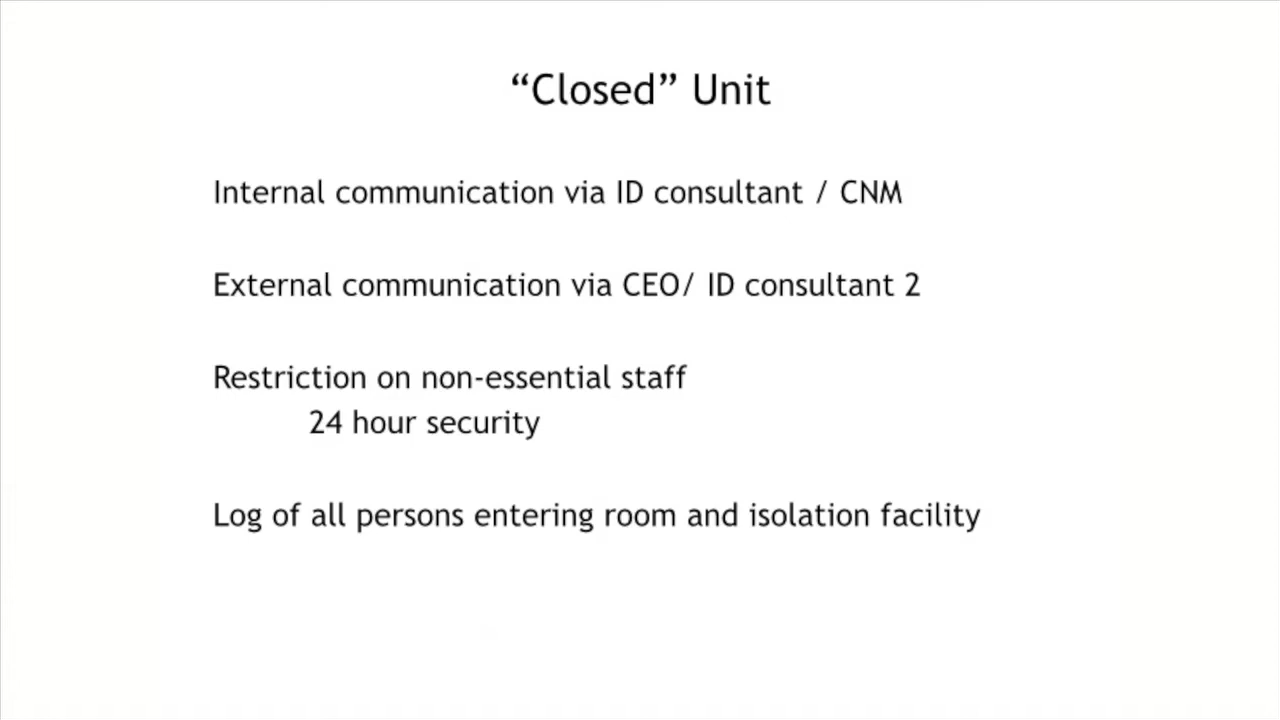 “Closed” Unit
Internal communication via ID consultant / CNM
External communication via CEO/ ID consultant 2
Restriction on non-essential staff
24 hour security
Log of all persons entering room and isolation facility